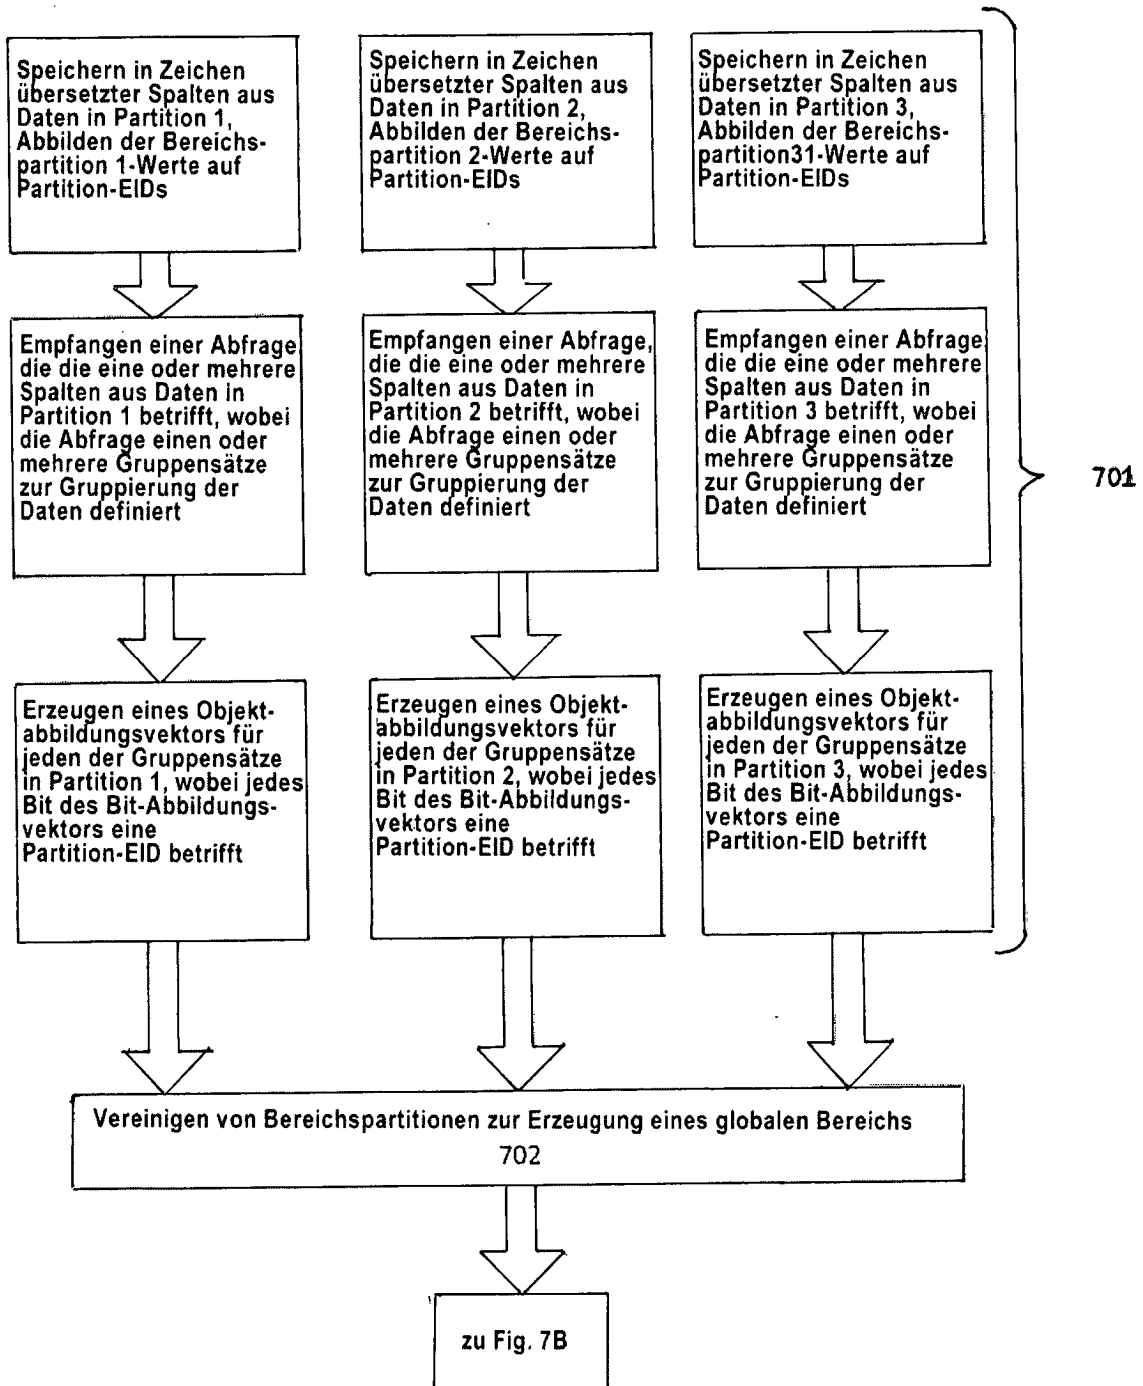 Speichern in Zeichen
übersetzter Spalten aus
Daten in Partition 1,
Abbilden der Bereichs-
partition 1-Werte auf
Partition-EIDs
Speichern in Zeichen
übersetzter Spalten aus
Daten in Partition 2,
Abbilden der Bereichs-
partition 2-Werte auf
Partition-EIDs
Speichern in Zeichen
übersetzter Spalten aus
Daten in Partition 3,
Abbilden der Bereichs-
partition31-Werte auf
Partition-EIDs
Empfangen einer Abfrage
die die eine oder mehrere
Spalten aus Daten in
Partition 1 betrifft, wobei
die Abfrage einen oder
mehrere Gruppensätze
zur Gruppierung der
Daten definiert
Empfangen einer Abfrage,
die die eine oder mehrere
Spalten aus Daten in
Partition 2 betrifft, wobei
die Abfrage einen oder
mehrere Gruppensätze
zur Gruppierung der
Daten definiert
Empfangen einer Abfrage
die die eine oder mehrere
Spalten aus Daten in
Partition 3 betrifft, wobei
die Abfrage einen oder
mehrere Gruppensätze
zur Gruppierung der
Daten definiert
701
Erzeugen eines Objekt-
abbildungsvektors für
jeden der Gruppensätze
in Partition 1, wobei jedes
Bit des Bit-Abbildungs-
vektors eine
Partition-EID betrifft
Erzeugen eines Objekt-
abbildungsvektors für
jeden der Gruppensätze
in Partition 2, wobei jedes
Bit des Bit-Abbildungs-
vektors eine
Partition-EID betrifft
Erzeugen eines Objekt-
abbildungsvektors für
jeden der Gruppensätze
in Partition 3, wobei jedes
Bit des Bit-Abbildungs-
vektors eine
Partition-EID betrifft
Vereinigen von Bereichspartitionen zur Erzeugung eines globalen Bereichs
702
zu Fig. 7B